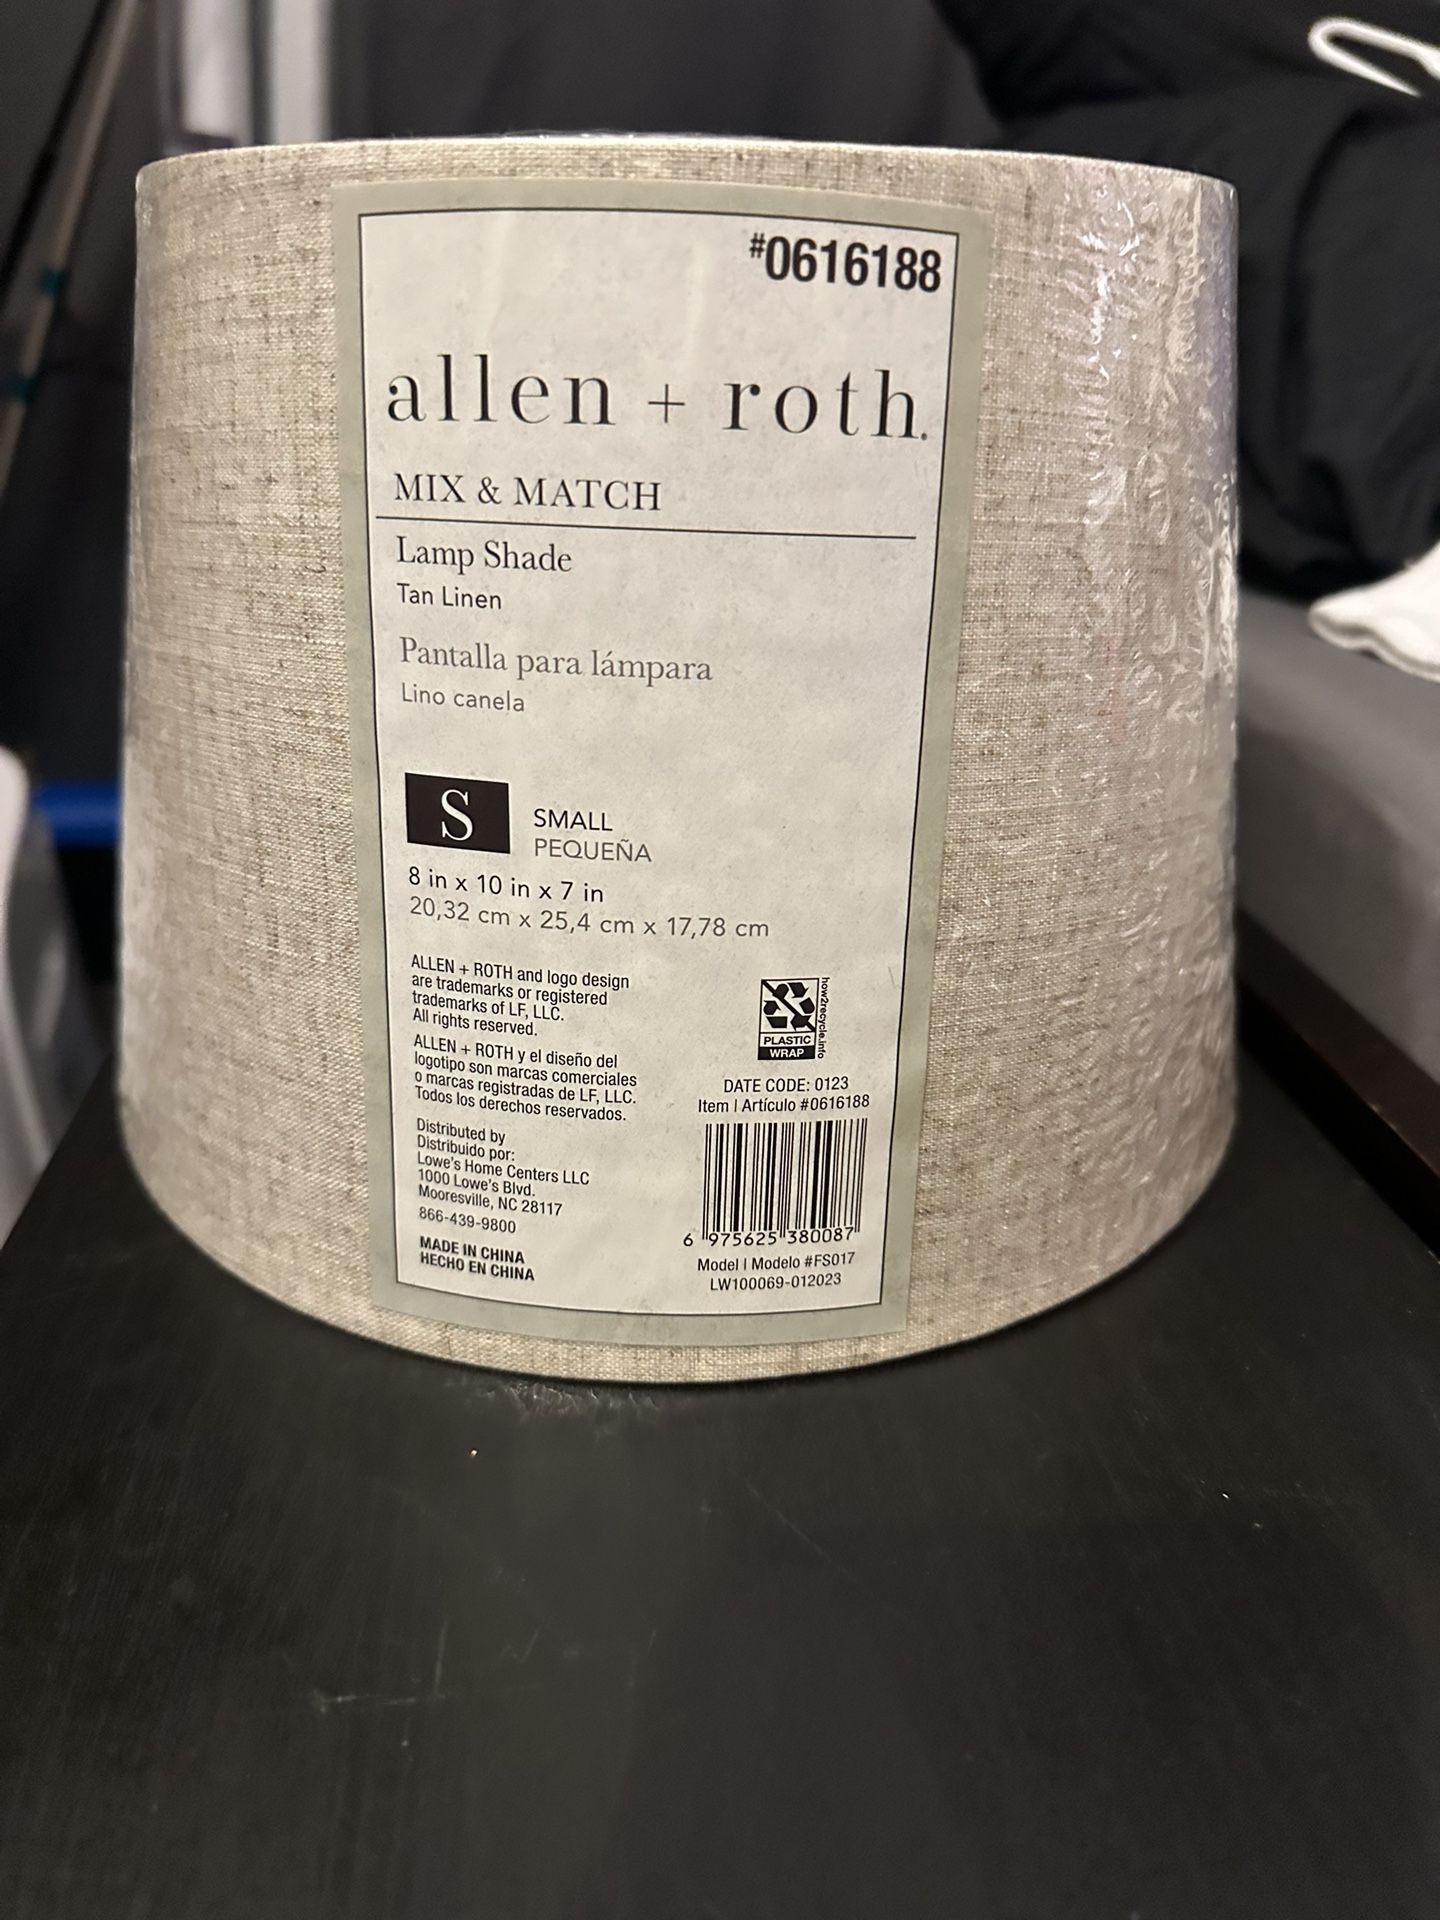 #0616188
allen + roth.
MIX & MATCH
Lamp Shade
Tan Linen
Pantalla para lámpara
Lino canela
S
SMALL
PEQUEÑA
8 in x 10 in x 7 in
20,32 cm x 25,4 cm x 17,78 cm
ALLEN + ROTH and logo design
are trademarks or registered
trademarks of LF, LLC.
All rights reserved.
ALLEN + ROTH y el diseño del
logotipo son marcas comerciales
o marcas registradas de LF, LLC.
Todos los derechos reservados.
Distributed by
Distribuido por:
Lowe's Home Centers LLC
1000 Lowe's Blvd.
Mooresville, NC 28117
866-439-9800
MADE IN CHINA
HECHO EN CHINA
how2recycle.info
PLASTIC
WRAP
DATE CODE: 0123
Item | Artículo #0616188
6 975625 380087
Model | Modelo #FS017
LW100069-012023